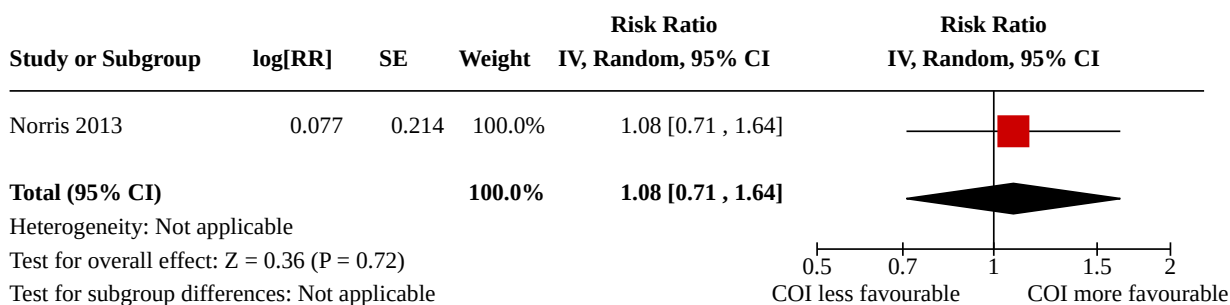 Risk Ratio Risk Ratio
Study or Subgroup log[RR] SE Weight IV, Random, 95% CI IV, Random, 95% CI
Norris 2013 0.077 0.214 100.0% 1.08 [0.71 , 1.64]
Total (95% CI) 100.0% 1.08 [0.71 , 1.64]
Heterogeneity: Not applicable
Test for overall effect: Z = 0.36 (P = 0.72)
0.5 0.7 1 1.5 2
Test for subgroup differences: Not applicable COI less favourable COI more favourable